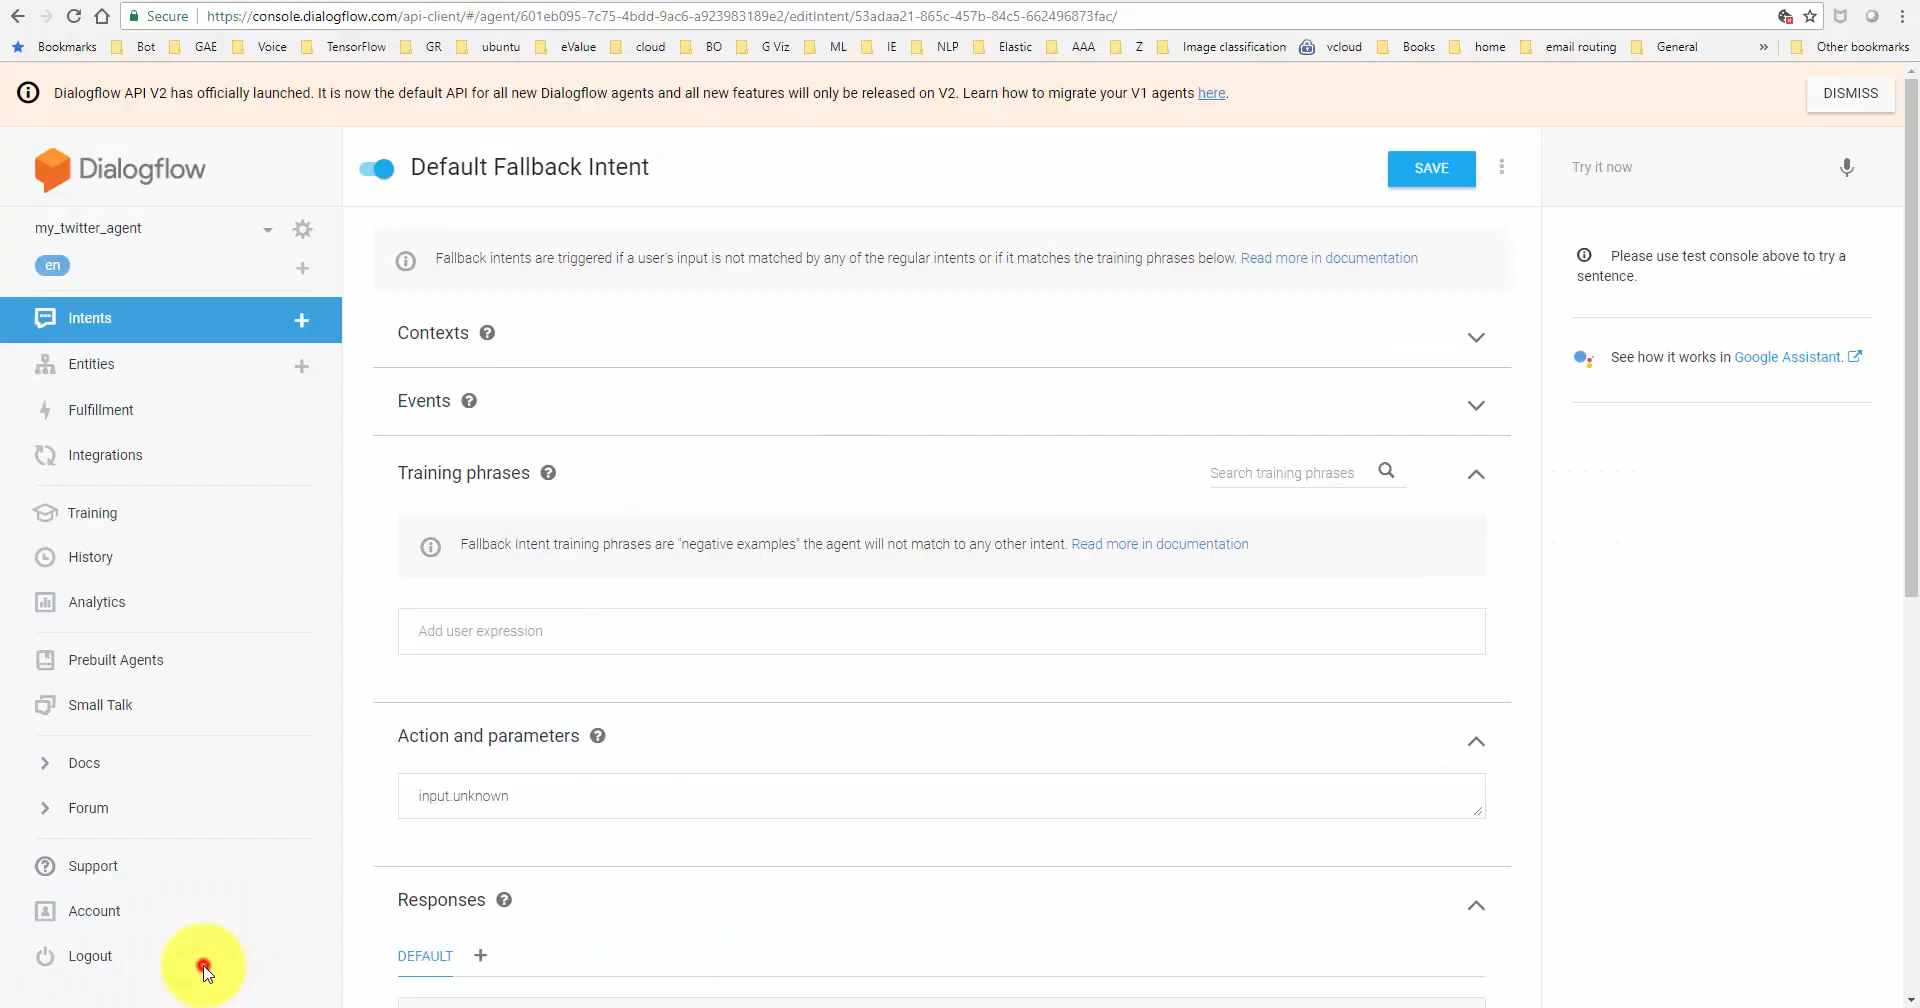 Secure
https://console.dialogflow.com/api-client/#/agent/601eb095-7c75-4bdd-9ac6-a923983189e2/editIntent/53adaa21-865c-457b-84c5-662496873fac/
Bookmarks Bot GAE Voice TensorFlow GR ubuntu eValue cloud BO G Viz ML IE NLP Elastic AAA Z Image classification vcloud Books home email routing General » Other bookmarks
Dialogflow API V2 has officially launched. It is now the default API for all new Dialogflow agents and all new features will only be released on V2. Learn how to migrate your V1 agents here.
DISMISS
Dialogflow
my_twitter_agent
en
Intents
Entities
Fulfillment
Integrations
Training
History
Analytics
Prebuilt Agents
Small Talk
Docs
Forum
Support
Account
Logout
Default Fallback Intent
SAVE
Fallback intents are triggered if a user's input is not matched by any of the regular intents or if it matches the training phrases below. Read more in documentation
Contexts
Events
Training phrases
Search training phrases
Fallback Intent training phrases are "negative examples" the agent will not match to any other intent. Read more in documentation
Add user expression
Action and parameters
input.unknown
Responses
DEFAULT
Try it now
Please use test console above to try a
sentence.
See how it works in Google Assistant.